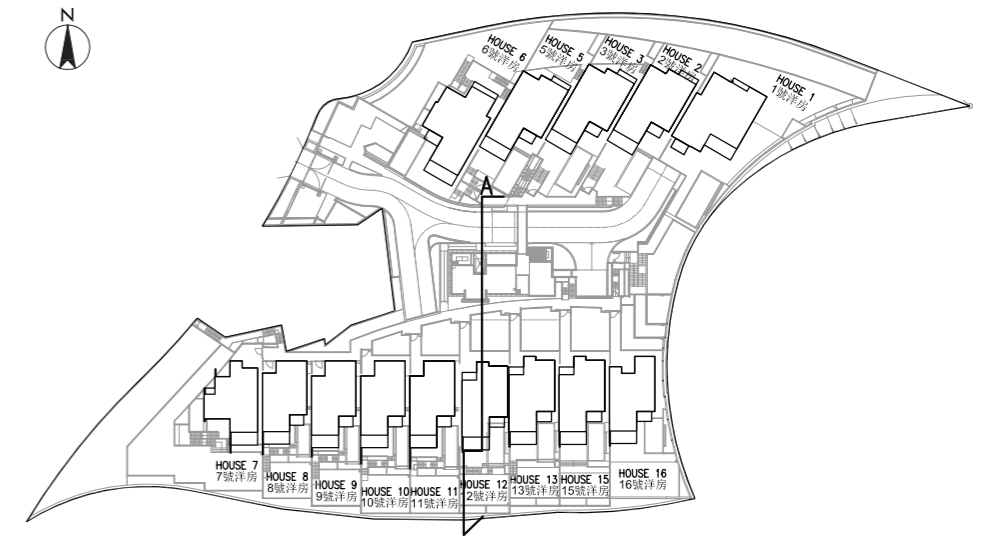 N
HOUSE 6
6號洋房
HOUSE 5
5號洋房
HOUSE 3
3號洋房
HOUSE 2
2號洋房
HOUSE 1
1號洋房
A
HOUSE 7
7號洋房
HOUSE 8
8號洋房
HOUSE 9
9號洋房
HOUSE 10
10號洋房
HOUSE 11
11號洋房
HOUSE 12
12號洋房
HOUSE 13
13號洋房
HOUSE 15
15號洋房
HOUSE 16
16號洋房